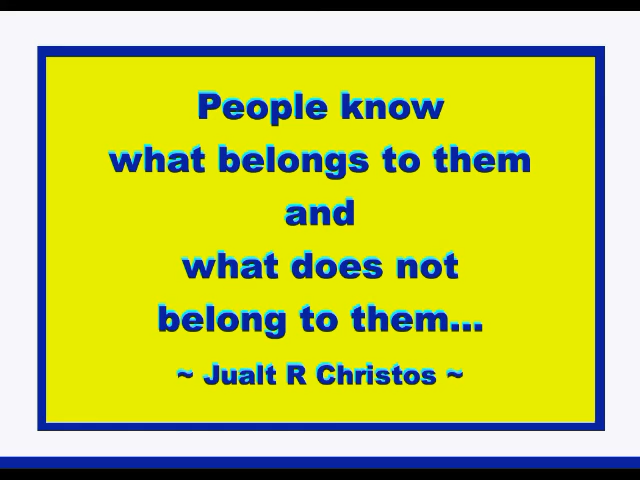 People know
what belongs to them
and
what does not
belong to them...
~ Jualt R Christos ~